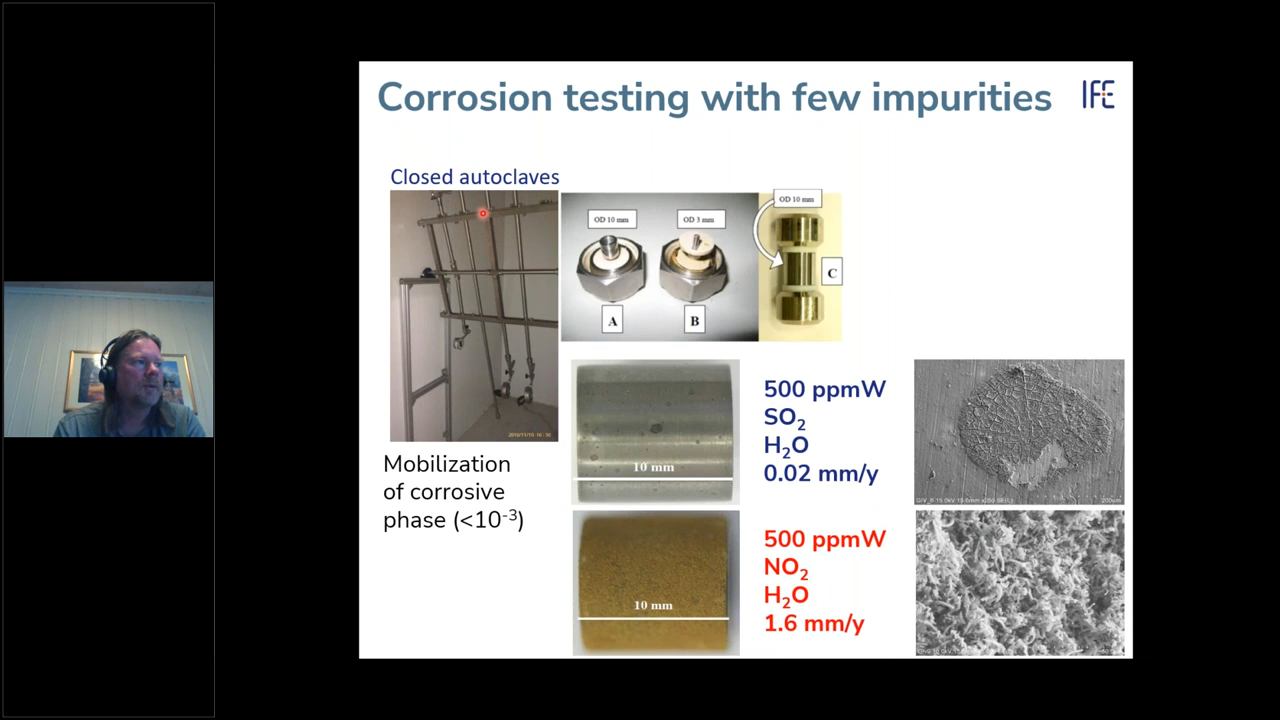 Corrosion testing with few impurities
IFE
Closed autoclaves
OD 10 mm
OD 3 mm
OD 10 mm
A
B
C
Mobilization
of corrosive
phase (<10⁻³)
10 mm
500 ppmW
SO₂
H₂O
0.02 mm/y
10 mm
500 ppmW
NO₂
H₂O
1.6 mm/y